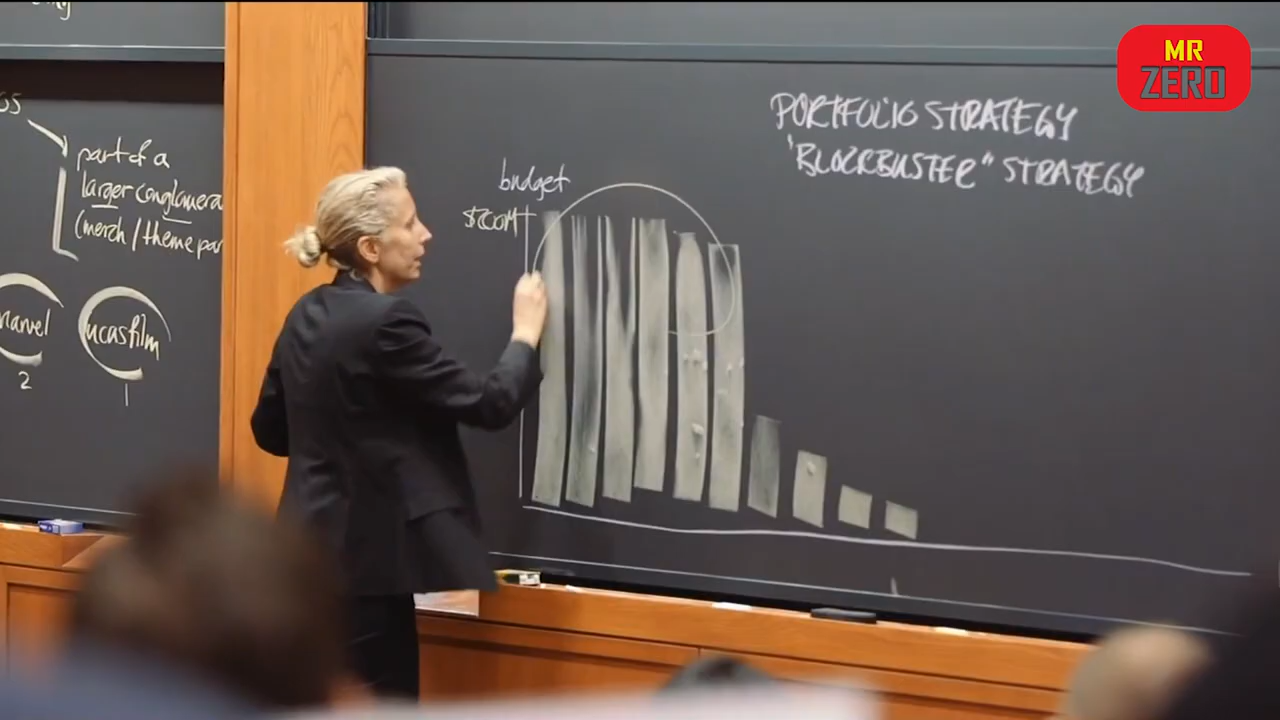 part of a
larger conglomera
(merch / theme par
marvel
ucasfilm
2
1
budget
$200M
PORTFOLIO STRATEGY
"BLOCKBUSTER" STRATEGY
MR
ZERO